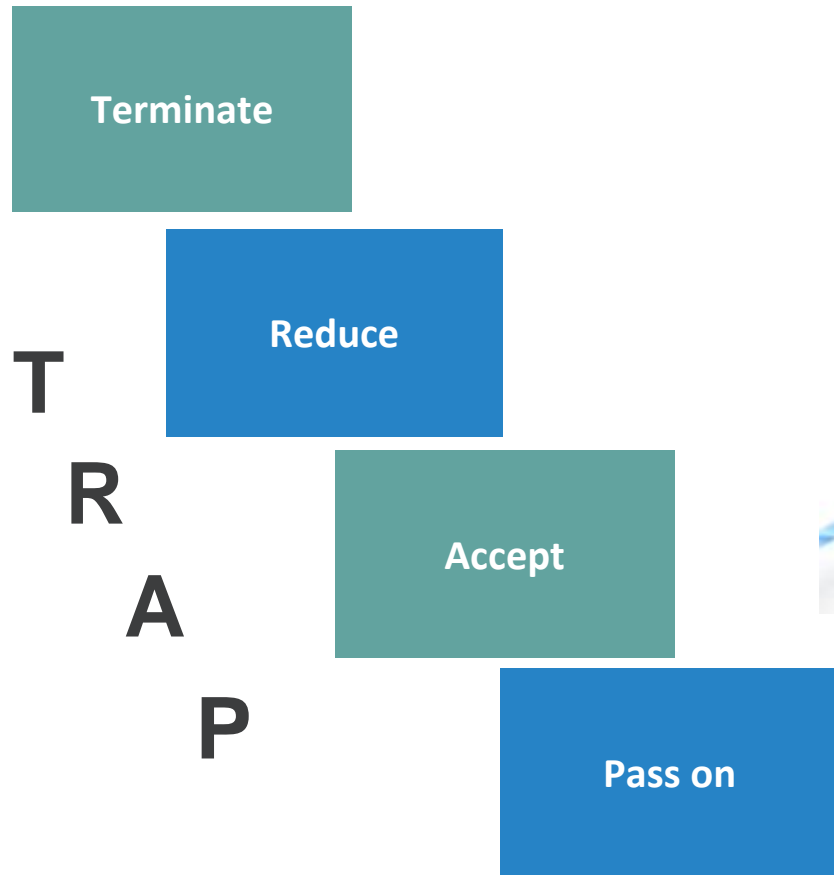 Terminate
Reduce
T
R
Accept
A
P
Pass on